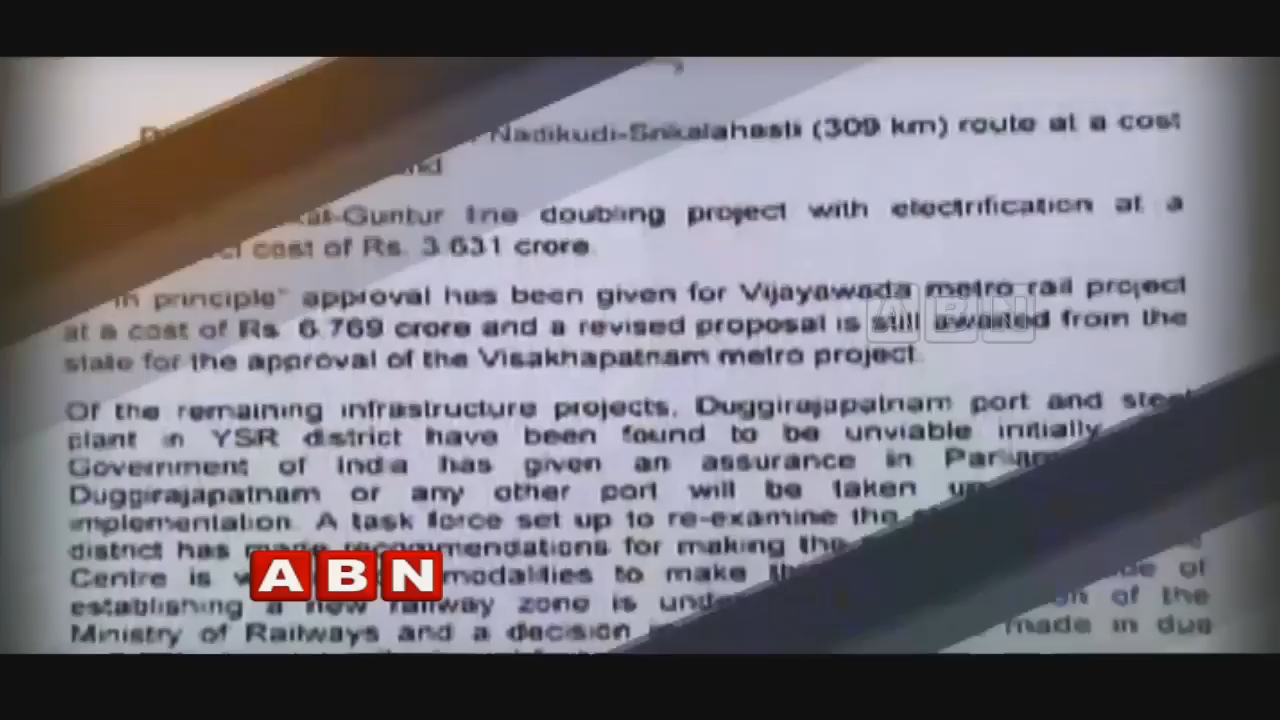 Nadikudi-Srikalahasti (309 km) route at a cost
Guntur line doubling project with electrification at a
cost of Rs. 3.631 crore.
in principle" approval has been given for Vijayawada metro rail project
at a cost of Rs. 6.769 crore and a revised proposal is still awaited from the
state for the approval of the Visakhapatnam metro project.
ABN
Of the remaining infrastructure projects, Duggirajapatnam port and steel
plant in YSR district have been found to be unviable initially
Government of India has given an assurance in
Duggirajapatnam or any other port will be taken
implementation. A task force set up to re-examine the
district has made recommendations for making the
Centre is modalities to make
ABN
establishing a new railway zone is of the
Ministry of Railways and a decision made in due